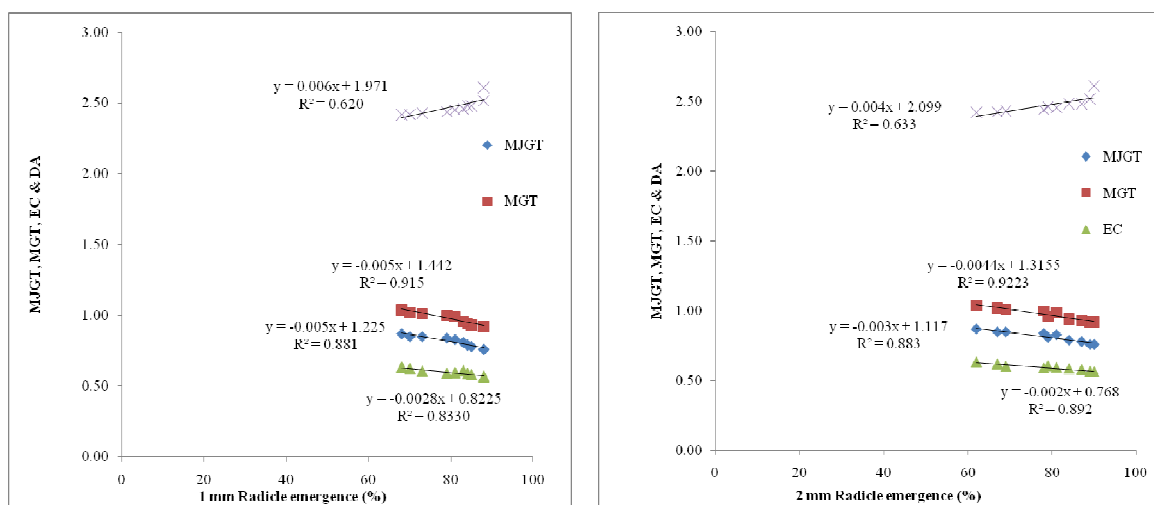 3.00
2.50
2.00
1.50
1.00
0.50
0.00
0
20
40
60
80
100
MJGT, MGT, EC & DA
1 mm Radicle emergence (%)
y = 0.006x + 1.971
R² = 0.620
y = -0.005x + 1.442
R² = 0.915
y = -0.005x + 1.225
R² = 0.881
y = -0.0028x + 0.8225
R² = 0.8330
MJGT
MGT
3.00
2.50
2.00
1.50
1.00
0.50
0.00
0
20
40
60
80
100
MJGT, MGT, EC & DA
2 mm Radicle emergence (%)
y = 0.004x + 2.099
R² = 0.633
y = -0.0044x + 1.3155
R² = 0.9223
y = -0.003x + 1.117
R² = 0.883
y = -0.002x + 0.768
R² = 0.892
MJGT
MGT
EC